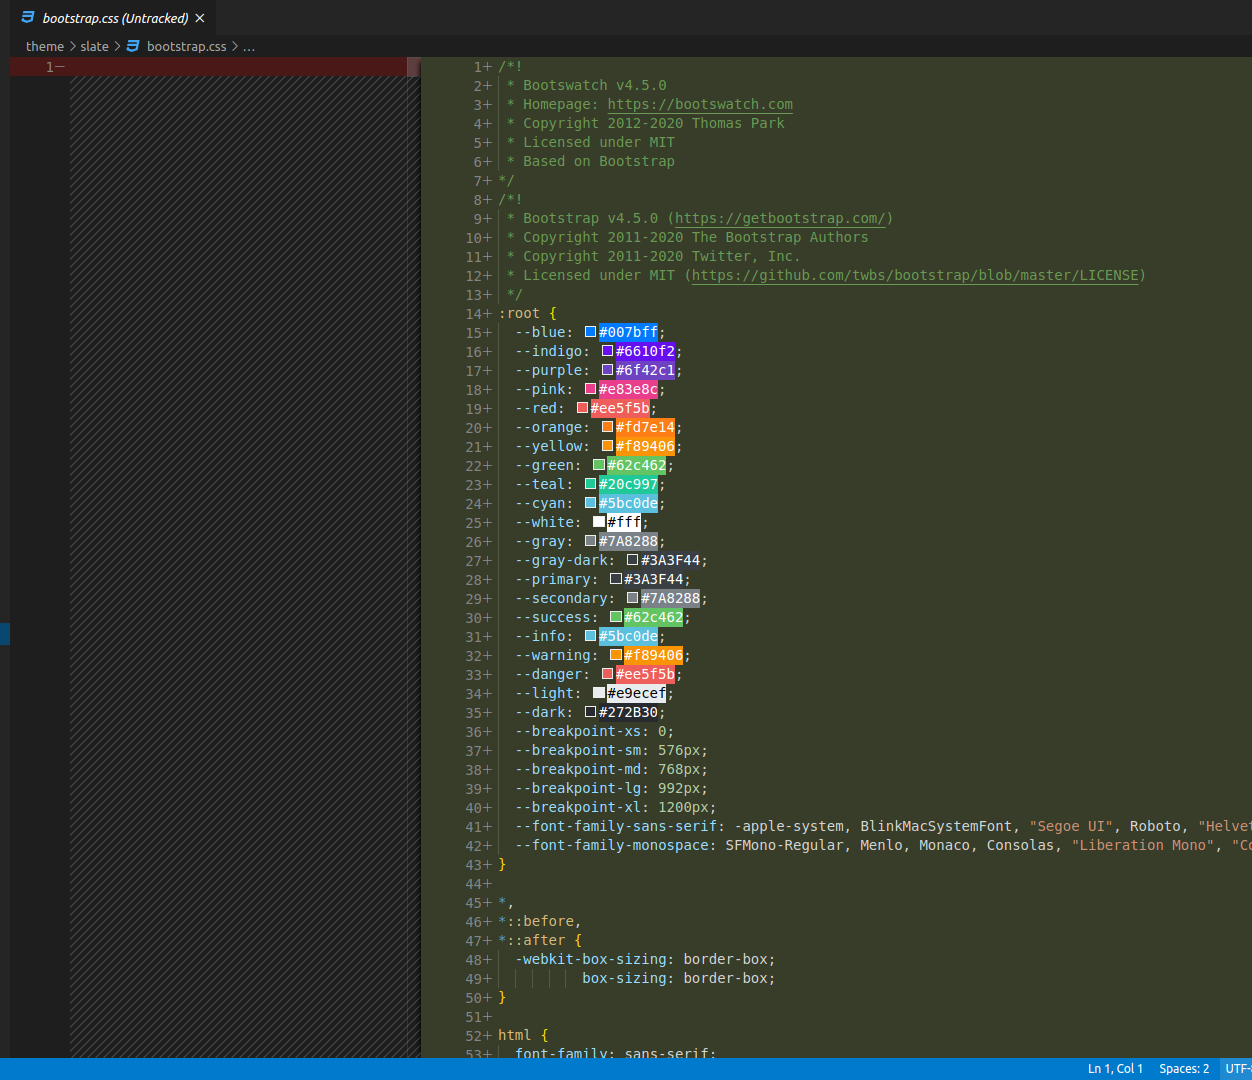 bootstrap.css (Untracked) ×
theme > slate > bootstrap.css > ...
1−
1+ /*!
2+ * Bootswatch v4.5.0
3+ * Homepage: https://bootswatch.com
4+ * Copyright 2012-2020 Thomas Park
5+ * Licensed under MIT
6+ * Based on Bootstrap
7+ */
8+ /*!
9+ * Bootstrap v4.5.0 (https://getbootstrap.com/)
10+ * Copyright 2011-2020 The Bootstrap Authors
11+ * Copyright 2011-2020 Twitter, Inc.
12+ * Licensed under MIT (https://github.com/twbs/bootstrap/blob/master/LICENSE)
13+ */
14+ :root {
15+ --blue: #007bff;
16+ --indigo: #6610f2;
17+ --purple: #6f42c1;
18+ --pink: #e83e8c;
19+ --red: #ee5f5b;
20+ --orange: #fd7e14;
21+ --yellow: #f89406;
22+ --green: #62c462;
23+ --teal: #20c997;
24+ --cyan: #5bc0de;
25+ --white: #fff;
26+ --gray: #7A8288;
27+ --gray-dark: #3A3F44;
28+ --primary: #3A3F44;
29+ --secondary: #7A8288;
30+ --success: #62c462;
31+ --info: #5bc0de;
32+ --warning: #f89406;
33+ --danger: #ee5f5b;
34+ --light: #e9ecef;
35+ --dark: #272B30;
36+ --breakpoint-xs: 0;
37+ --breakpoint-sm: 576px;
38+ --breakpoint-md: 768px;
39+ --breakpoint-lg: 992px;
40+ --breakpoint-xl: 1200px;
41+ --font-family-sans-serif: -apple-system, BlinkMacSystemFont, "Segoe UI", Roboto, "Helvet
42+ --font-family-monospace: SFMono-Regular, Menlo, Monaco, Consolas, "Liberation Mono", "Co
43+ }
44+
45+ *,
46+ *::before,
47+ *::after {
48+ -webkit-box-sizing: border-box;
49+ box-sizing: border-box;
50+ }
51+
52+ html {
53+ font-family: sans-serif;
Ln 1, Col 1 Spaces: 2 UTF-